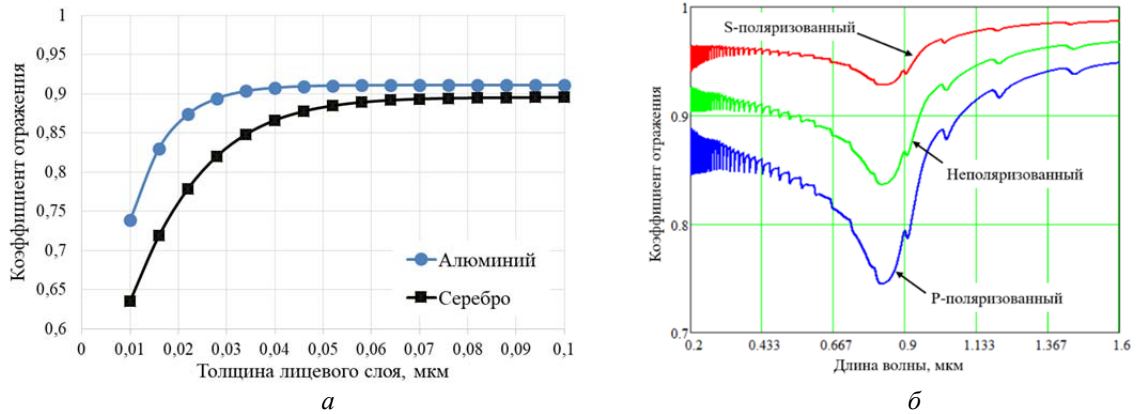 1
0,95
0,9
0,85
0,8
0,75
0,7
0,65
0,6
Коэффициент отражения
Алюминий
Серебро
0 0,01 0,02 0,03 0,04 0,05 0,06 0,07 0,08 0,09 0,1
Толщина лицевого слоя, мкм
а
1
0.9
0.8
0.7
Коэффициент отражения
S-поляризованный
Неполяризованный
P-поляризованный
0.2 0.433 0.667 0.9 1.133 1.367 1.6
Длина волны, мкм
б